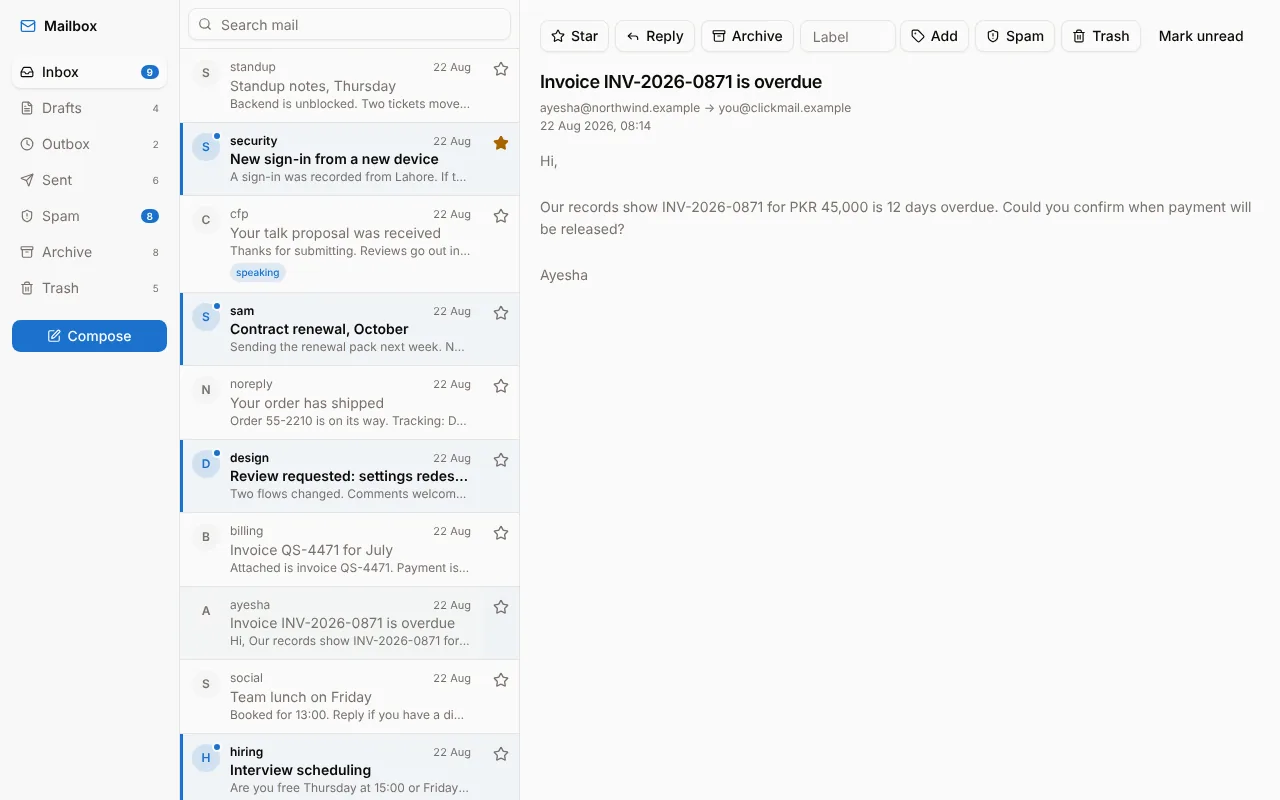 Mailbox
Inbox 9
Drafts 4
Outbox 2
Sent 6
Spam 8
Archive 8
Trash 5
Compose
Search mail
S standup 22 Aug
Standup notes, Thursday
Backend is unblocked. Two tickets move...
S security 22 Aug
New sign-in from a new device
A sign-in was recorded from Lahore. If t...
C cfp 22 Aug
Your talk proposal was received
Thanks for submitting. Reviews go out in...
speaking
S sam 22 Aug
Contract renewal, October
Sending the renewal pack next week. N...
N noreply 22 Aug
Your order has shipped
Order 55-2210 is on its way. Tracking: D...
D design 22 Aug
Review requested: settings redes...
Two flows changed. Comments welcom...
B billing 22 Aug
Invoice QS-4471 for July
Attached is invoice QS-4471. Payment is...
A ayesha 22 Aug
Invoice INV-2026-0871 is overdue
Hi, Our records show INV-2026-0871 for...
S social 22 Aug
Team lunch on Friday
Booked for 13:00. Reply if you have a di...
H hiring 22 Aug
Interview scheduling
Are you free Thursday at 15:00 or Friday...
Star Reply Archive Label Add Spam Trash Mark unread
Invoice INV-2026-0871 is overdue
ayesha@northwind.example → you@clickmail.example
22 Aug 2026, 08:14
Hi,
Our records show INV-2026-0871 for PKR 45,000 is 12 days overdue. Could you confirm when payment will
be released?
Ayesha